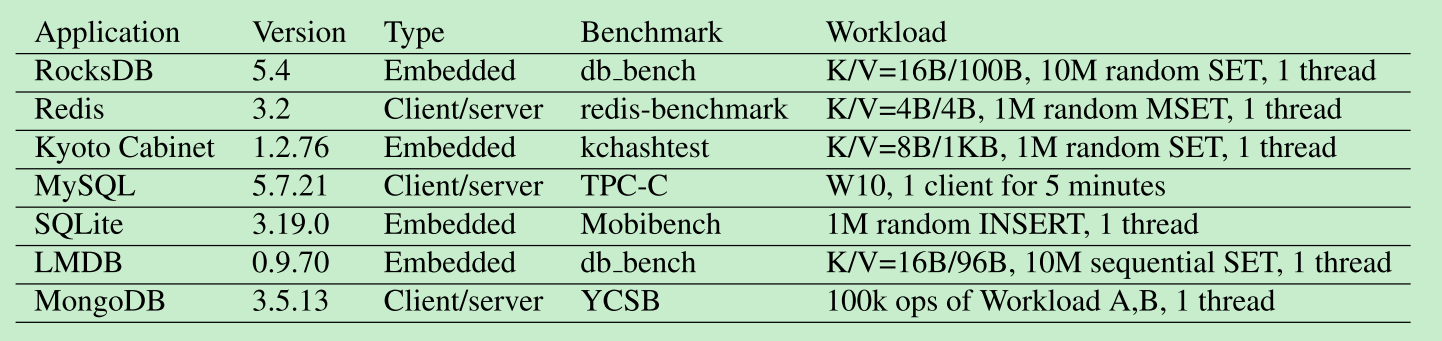 Application Version Type Benchmark Workload
RocksDB 5.4 Embedded db_bench K/V=16B/100B, 10M random SET, 1 thread
Redis 3.2 Client/server redis-benchmark K/V=4B/4B, 1M random MSET, 1 thread
Kyoto Cabinet 1.2.76 Embedded kchashtest K/V=8B/1KB, 1M random SET, 1 thread
MySQL 5.7.21 Client/server TPC-C W10, 1 client for 5 minutes
SQLite 3.19.0 Embedded Mobibench 1M random INSERT, 1 thread
LMDB 0.9.70 Embedded db_bench K/V=16B/96B, 10M sequential SET, 1 thread
MongoDB 3.5.13 Client/server YCSB 100k ops of Workload A,B, 1 thread